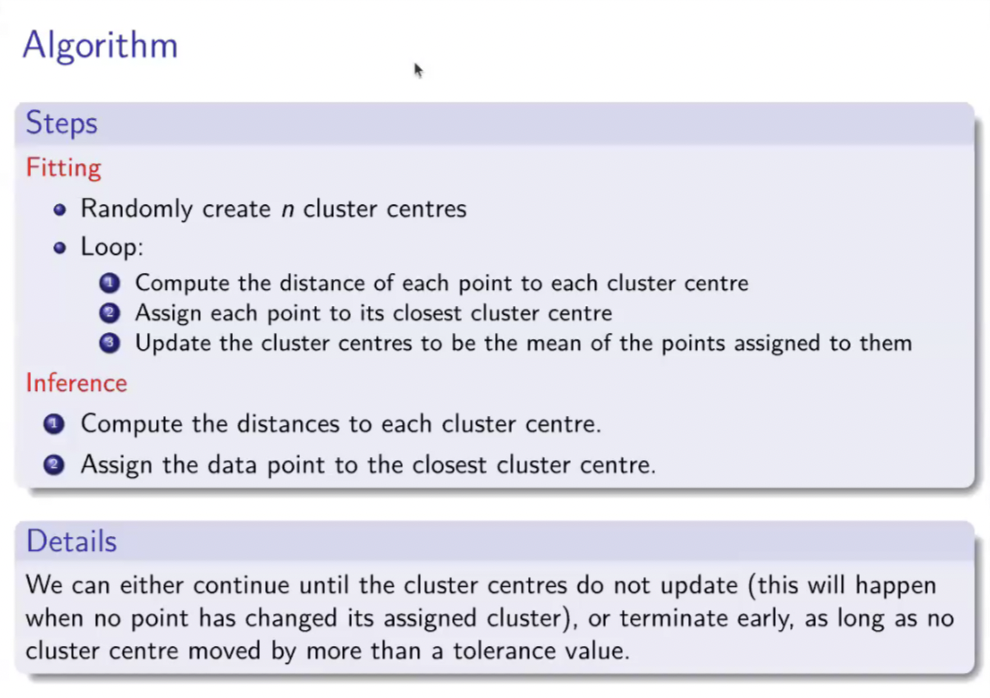 Algorithm
Steps
Fitting
Randomly create n cluster centres
Loop:
1 Compute the distance of each point to each cluster centre
2 Assign each point to its closest cluster centre
3 Update the cluster centres to be the mean of the points assigned to them
Inference
1 Compute the distances to each cluster centre.
2 Assign the data point to the closest cluster centre.
Details
We can either continue until the cluster centres do not update (this will happen
when no point has changed its assigned cluster), or terminate early, as long as no
cluster centre moved by more than a tolerance value.